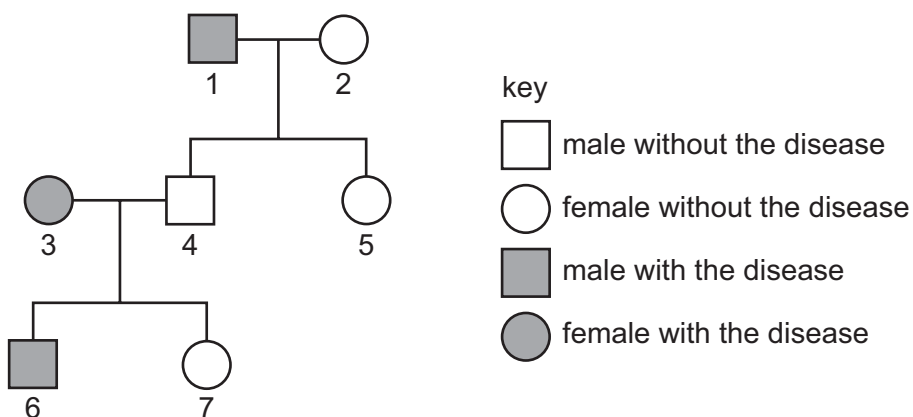 1
2
key
male without the disease
female without the disease
3
4
5
male with the disease
female with the disease
6
7